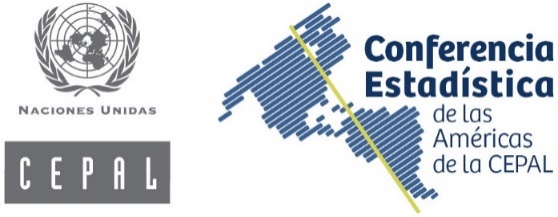 NACIONES UNIDAS
CEPAL
Conferencia
Estadística
de las
Américas
de la CEPAL